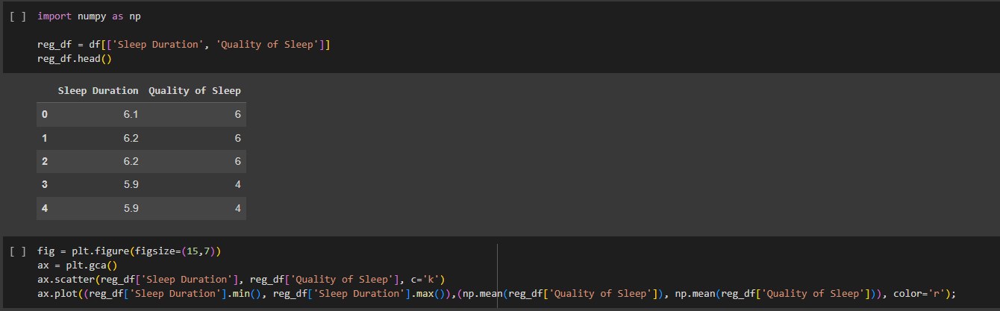 [ ] import numpy as np
reg_df = df[['Sleep Duration', 'Quality of Sleep']]
reg_df.head()
Sleep Duration Quality of Sleep
0 6.1 6
1 6.2 6
2 6.2 6
3 5.9 4
4 5.9 4
[ ] fig = plt.figure(figsize=(15,7))
ax = plt.gca()
ax.scatter(reg_df['Sleep Duration'], reg_df['Quality of Sleep'], c='k')
ax.plot((reg_df['Sleep Duration'].min(), reg_df['Sleep Duration'].max()),(np.mean(reg_df['Quality of Sleep']), np.mean(reg_df['Quality of Sleep'])), color='r');